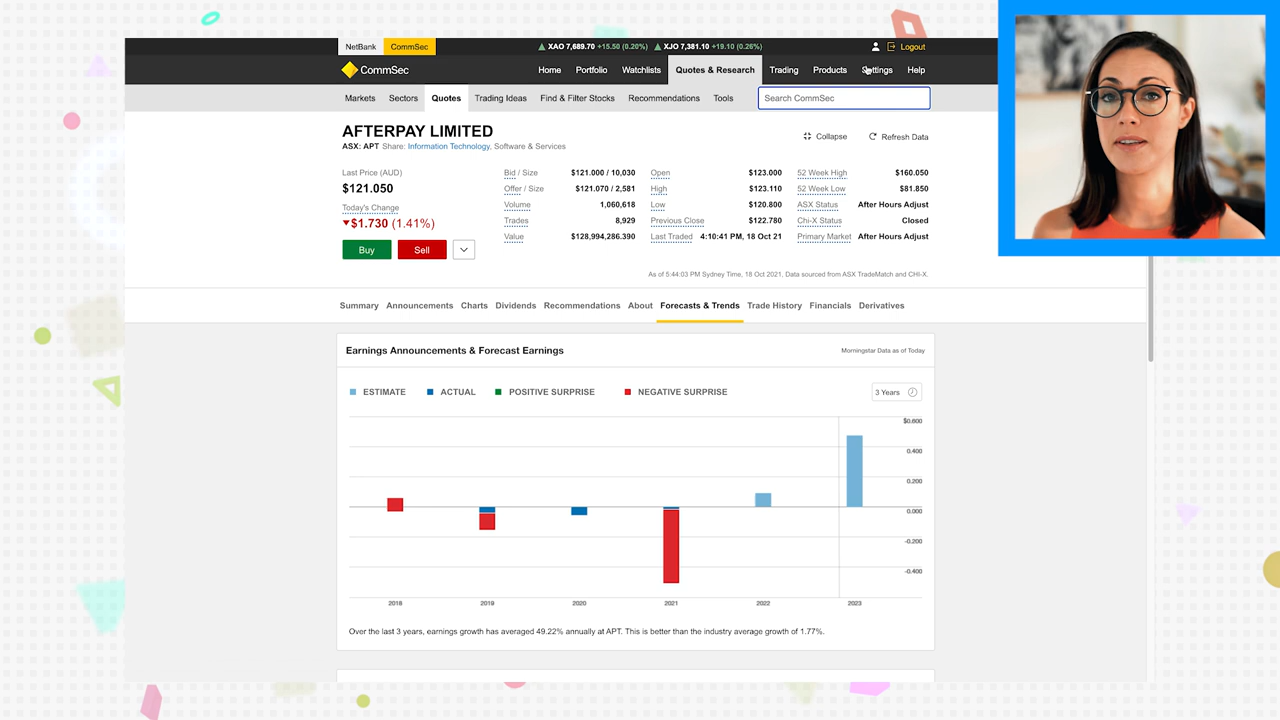 NetBank CommSec XAO 7,689.70 +15.50 (0.20%) XJO 7,381.10 +19.10 (0.26%) Logout
CommSec Home Portfolio Watchlists Quotes & Research Trading Products Settings Help
Markets Sectors Quotes Trading Ideas Find & Filter Stocks Recommendations Tools Search CommSec
AFTERPAY LIMITED
Collapse Refresh Data
ASX: APT Share: Information Technology, Software & Services
Last Price (AUD) Bid / Size $121.000 / 10,030 Open $123.000 52 Week High $160.050
$121.050 Offer / Size $121.070 / 2,581 High $123.110 52 Week Low $81.850
Today's Change Volume 1,060,618 Low $120.800 ASX Status After Hours Adjust
$1.730 (1.41%) Trades 8,929 Previous Close $122.780 Chi-X Status Closed
Value $128,994,286.390 Last Traded 4:10:41 PM, 18 Oct 21 Primary Market After Hours Adjust
Buy Sell
As of 5:44:03 PM Sydney Time, 18 Oct 2021. Data sourced from ASX TradeMatch and CHI-X.
Summary Announcements Charts Dividends Recommendations About Forecasts & Trends Trade History Financials Derivatives
Earnings Announcements & Forecast Earnings Morningstar Data as of Today
ESTIMATE ACTUAL POSITIVE SURPRISE NEGATIVE SURPRISE 3 Years
$0.600
0.400
0.200
0.000
-0.200
-0.400
2018 2019 2020 2021 2022 2023
Over the last 3 years, earnings growth has averaged 49.22% annually at APT. This is better than the industry average growth of 1.77%.